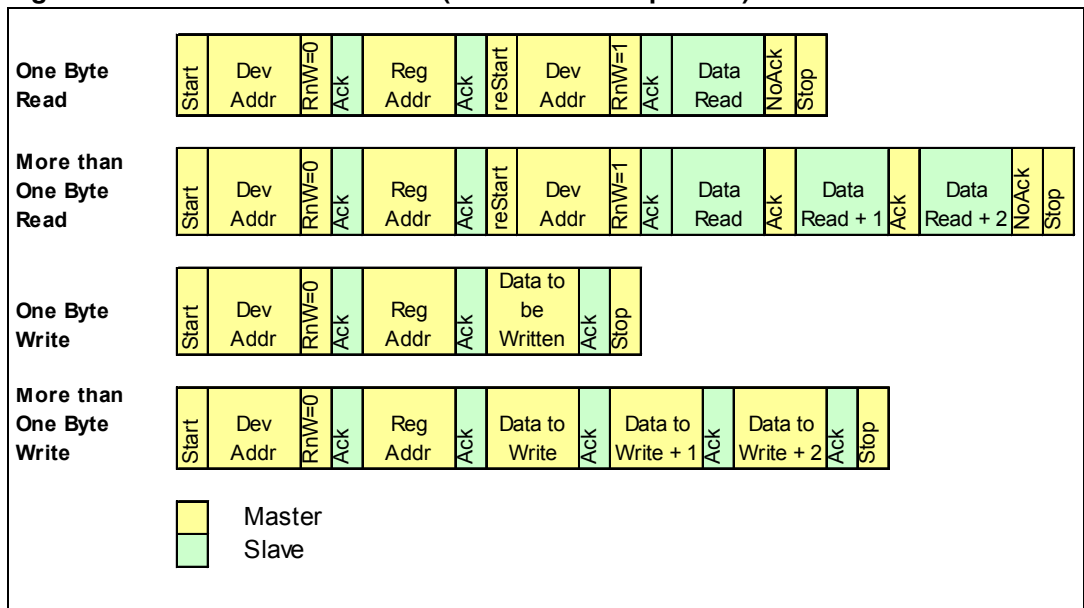 One Byte
Read
Start
Dev
Addr
RnW=0
Ack
Reg
Addr
Ack
reStart
Dev
Addr
RnW=1
Ack
Data
Read
NoAck
Stop
More than
One Byte
Read
Start
Dev
Addr
RnW=0
Ack
Reg
Addr
Ack
reStart
Dev
Addr
RnW=1
Ack
Data
Read
Ack
Data
Read + 1
Ack
Data
Read + 2
NoAck
Stop
One Byte
Write
Start
Dev
Addr
RnW=0
Ack
Reg
Addr
Ack
Data to
be
Written
Ack
Stop
More than
One Byte
Write
Start
Dev
Addr
RnW=0
Ack
Reg
Addr
Ack
Data to
Write
Ack
Data to
Write + 1
Ack
Data to
Write + 2
Ack
Stop
Master
Slave